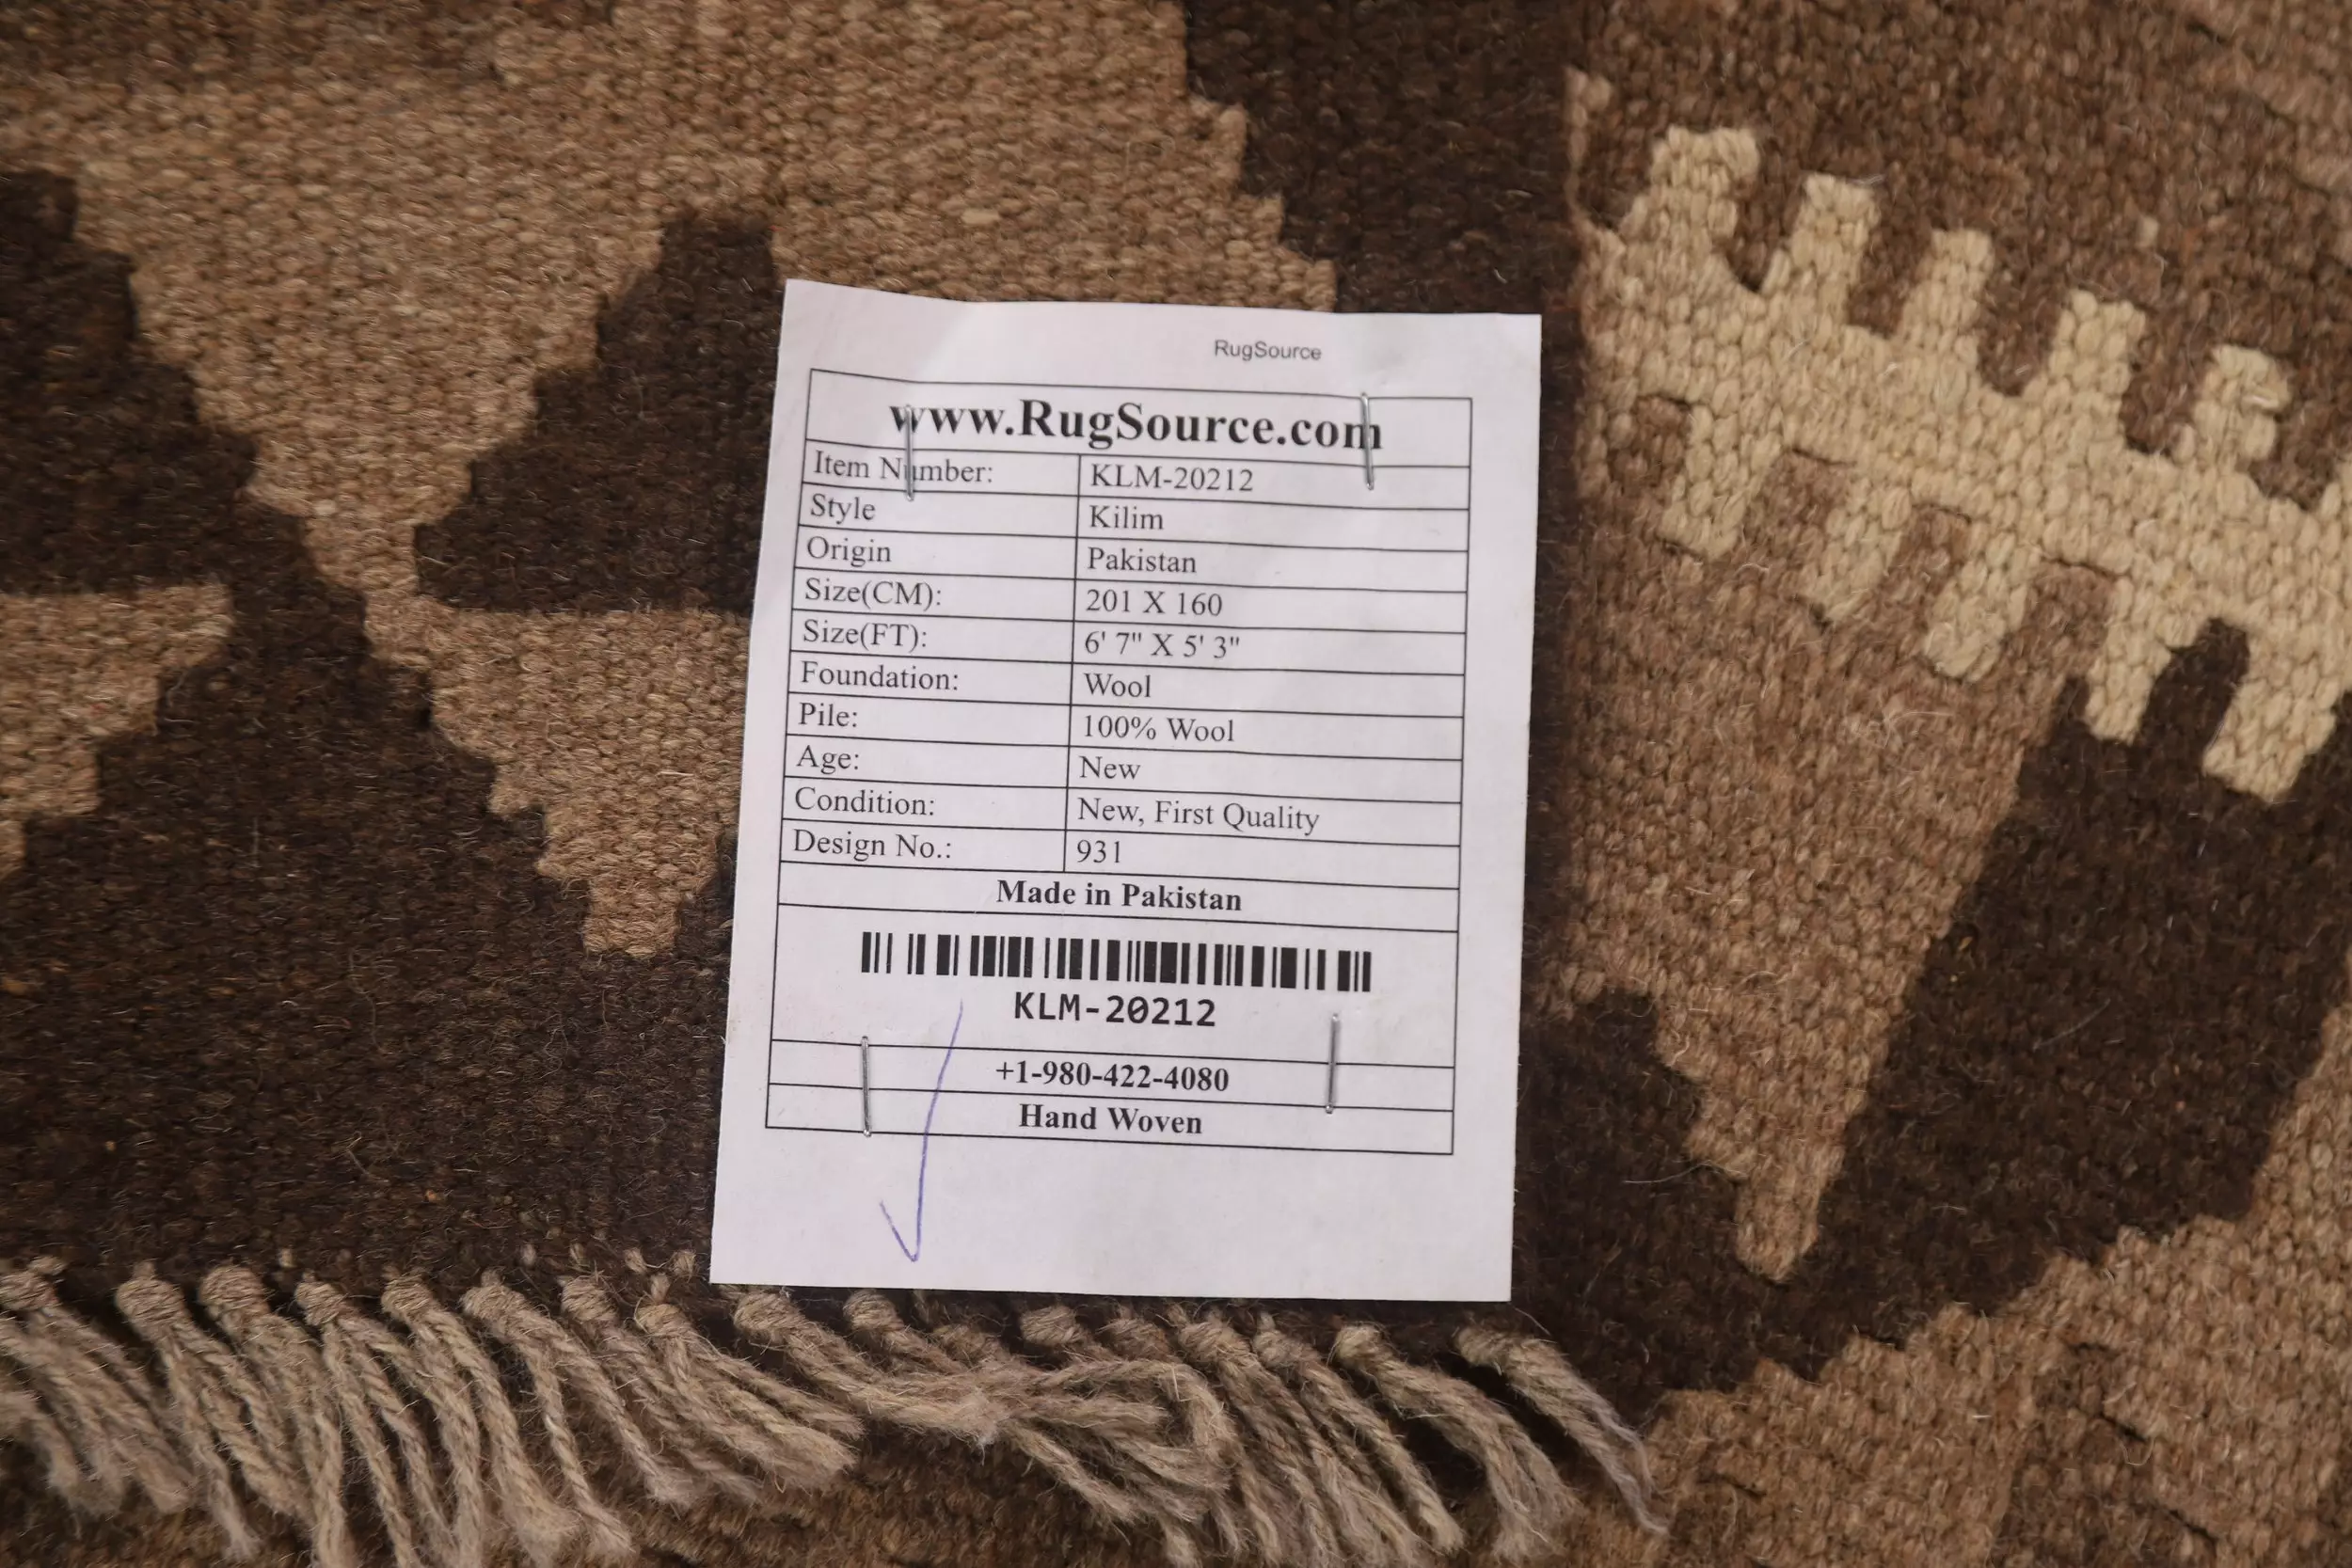 RugSource
www.RugSource.com
Item Number: KLM-20212
Style Kilim
Origin Pakistan
Size(CM): 201 X 160
Size(FT): 6' 7" X 5' 3"
Foundation: Wool
Pile: 100% Wool
Age: New
Condition: New, First Quality
Design No.: 931
Made in Pakistan
KLM-20212
+1-980-422-4080
Hand Woven